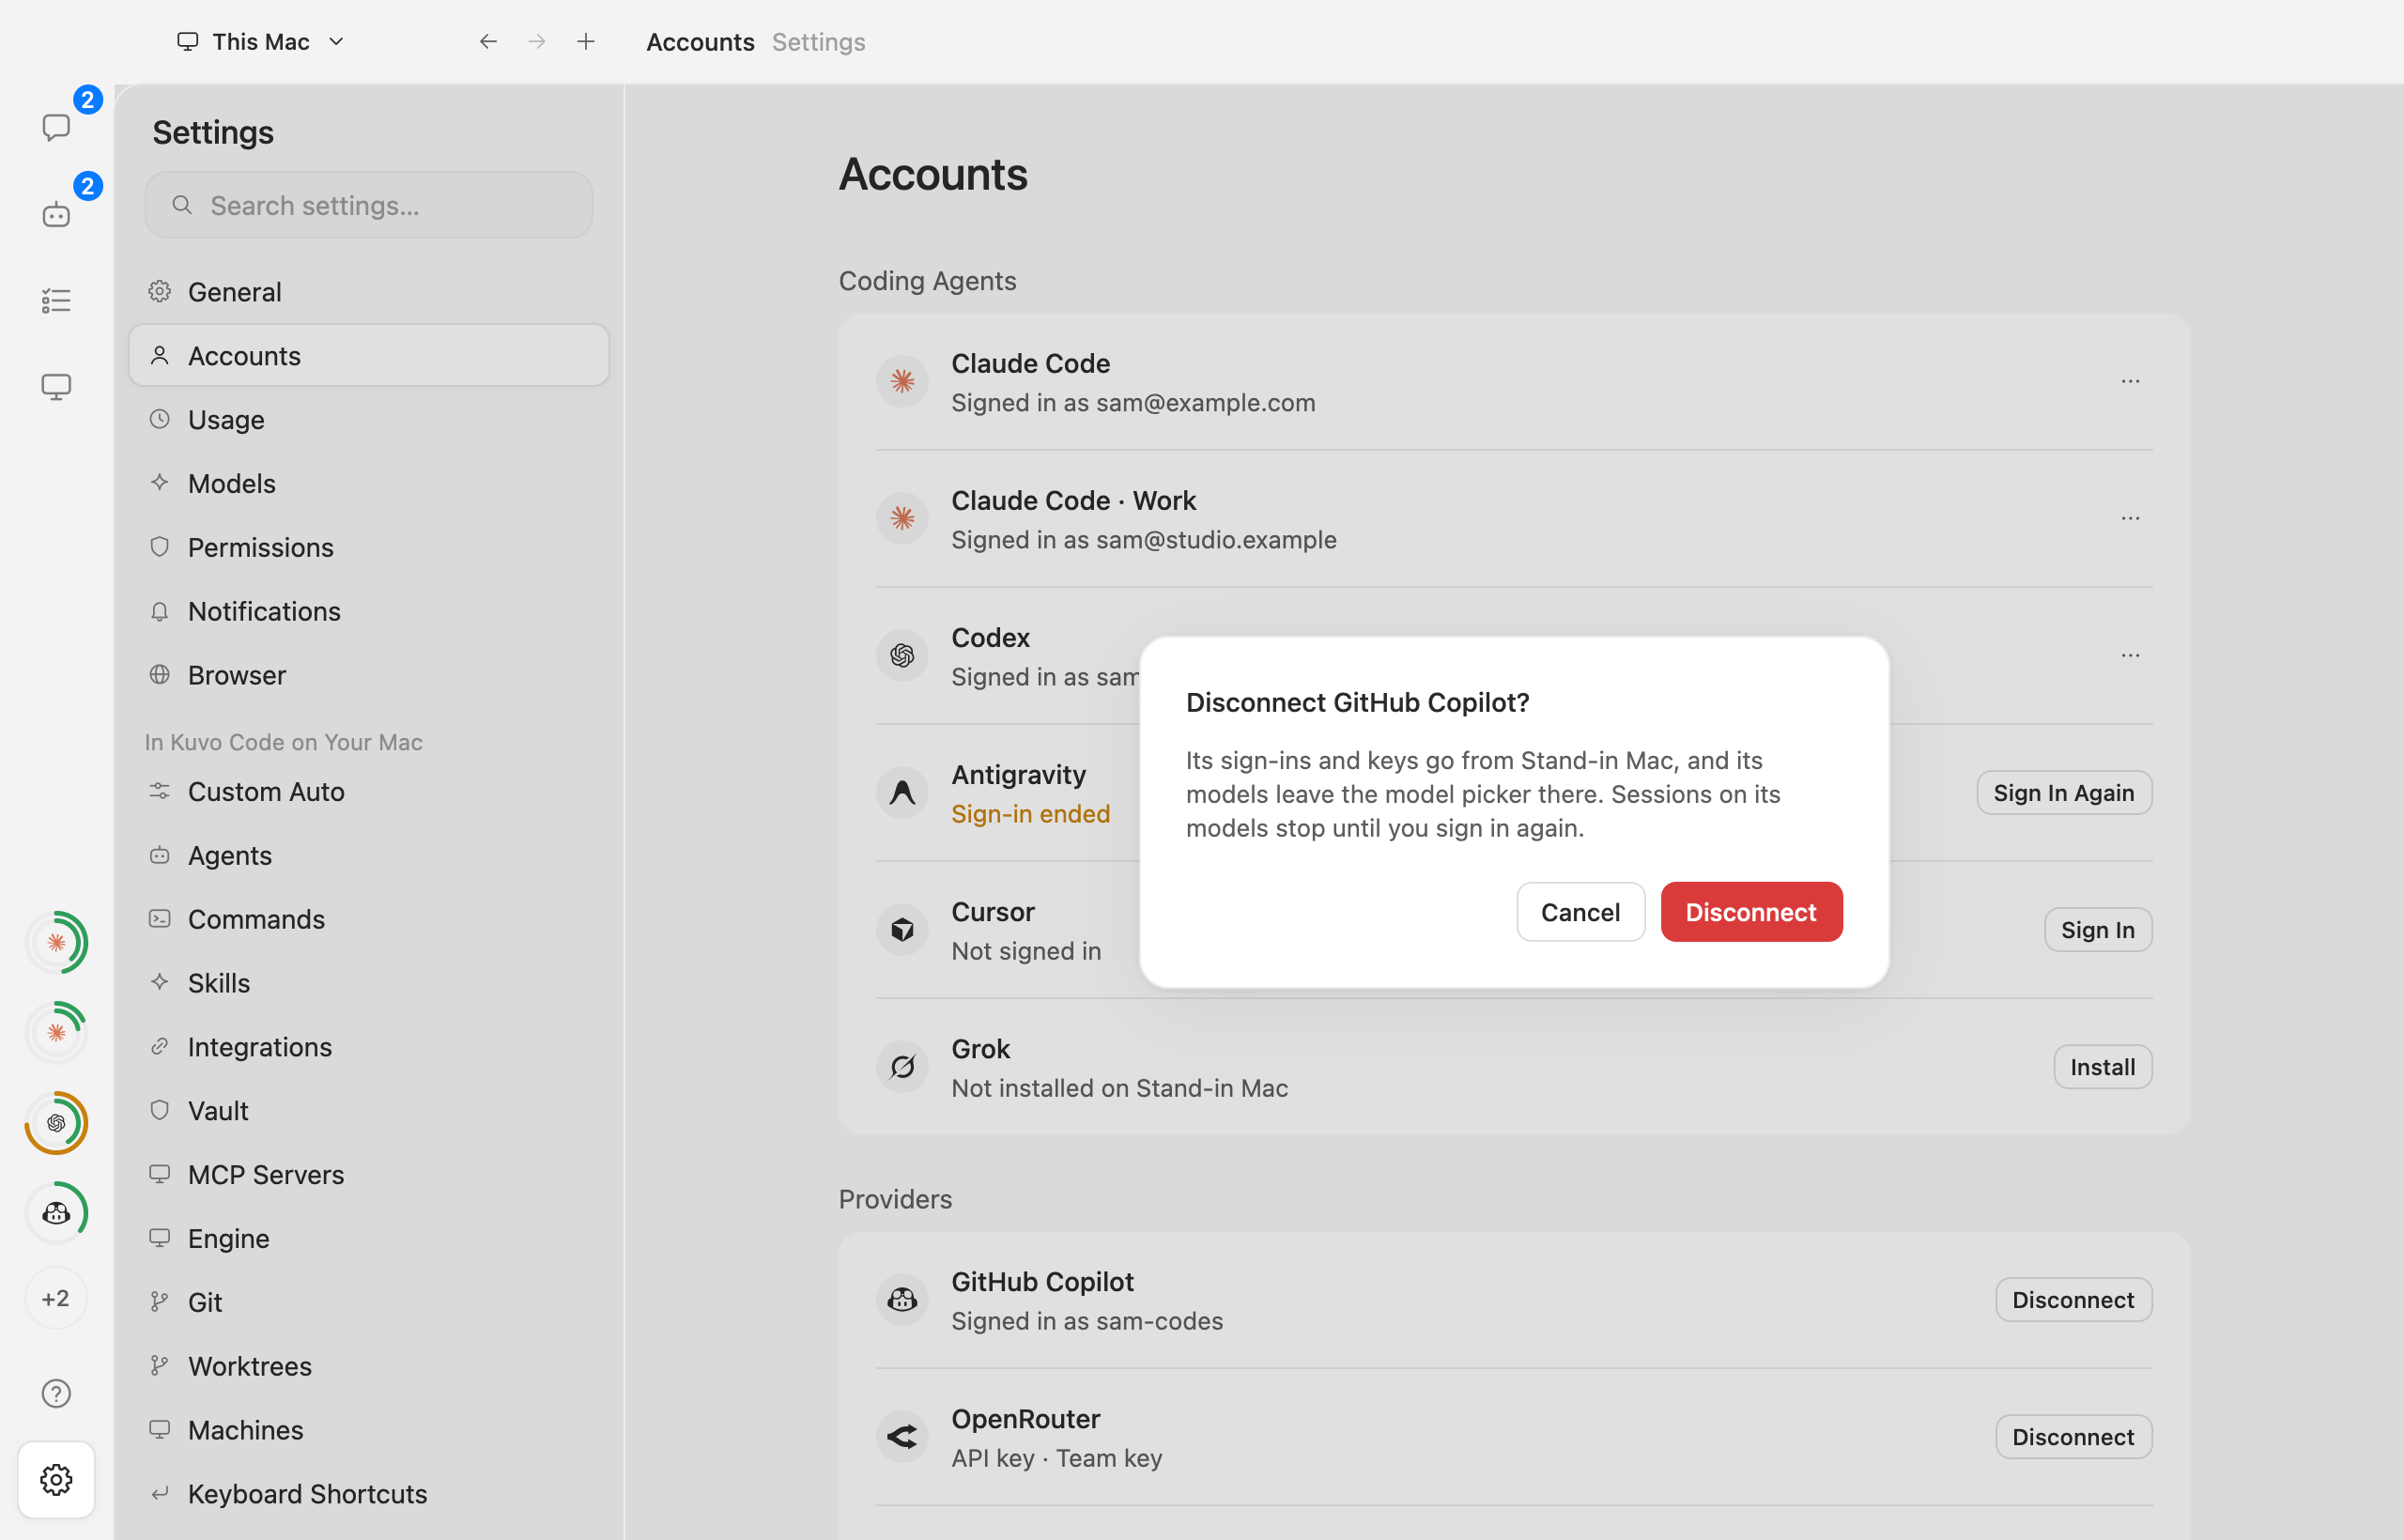 This Mac
Accounts Settings
2
2
Settings
Search settings...
General
Accounts
Usage
Models
Permissions
Notifications
Browser
In Kuvo Code on Your Mac
Custom Auto
Agents
Commands
Skills
Integrations
Vault
MCP Servers
Engine
Git
Worktrees
Machines
Keyboard Shortcuts
+2
Accounts
Coding Agents
Claude Code
Signed in as sam@example.com
Claude Code · Work
Signed in as sam@studio.example
Codex
Signed in as sam
Antigravity
Sign-in ended
Sign In Again
Cursor
Not signed in
Sign In
Grok
Not installed on Stand-in Mac
Install
Disconnect GitHub Copilot?
Its sign-ins and keys go from Stand-in Mac, and its
models leave the model picker there. Sessions on its
models stop until you sign in again.
Cancel
Disconnect
Providers
GitHub Copilot
Signed in as sam-codes
Disconnect
OpenRouter
API key · Team key
Disconnect